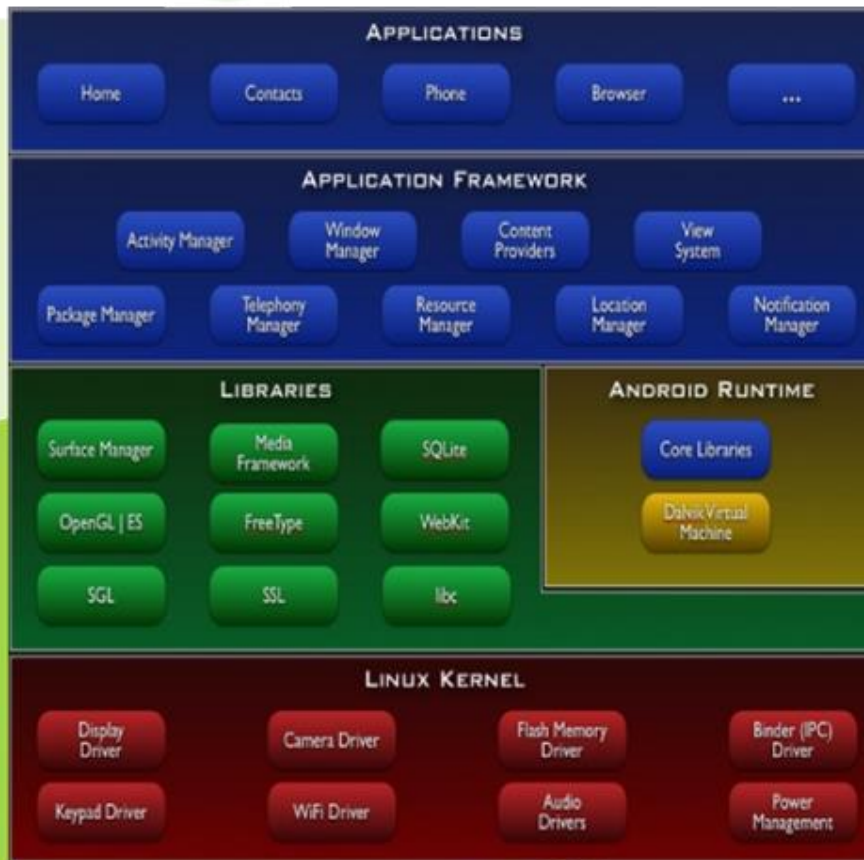 APPLICATIONS
Home
Contacts
Phone
Browser
...
APPLICATION FRAMEWORK
Activity Manager
Window
Manager
Content
Providers
View
System
Package Manager
Telephony
Manager
Resource
Manager
Location
Manager
Notification
Manager
LIBRARIES
Surface Manager
Media
Framework
SQLite
OpenGL | ES
FreeType
WebKit
SGL
SSL
libc
ANDROID RUNTIME
Core Libraries
Dalvik Virtual
Machine
LINUX KERNEL
Display
Driver
Camera Driver
Flash Memory
Driver
Binder (IPC)
Driver
Keypad Driver
WiFi Driver
Audio
Drivers
Power
Management